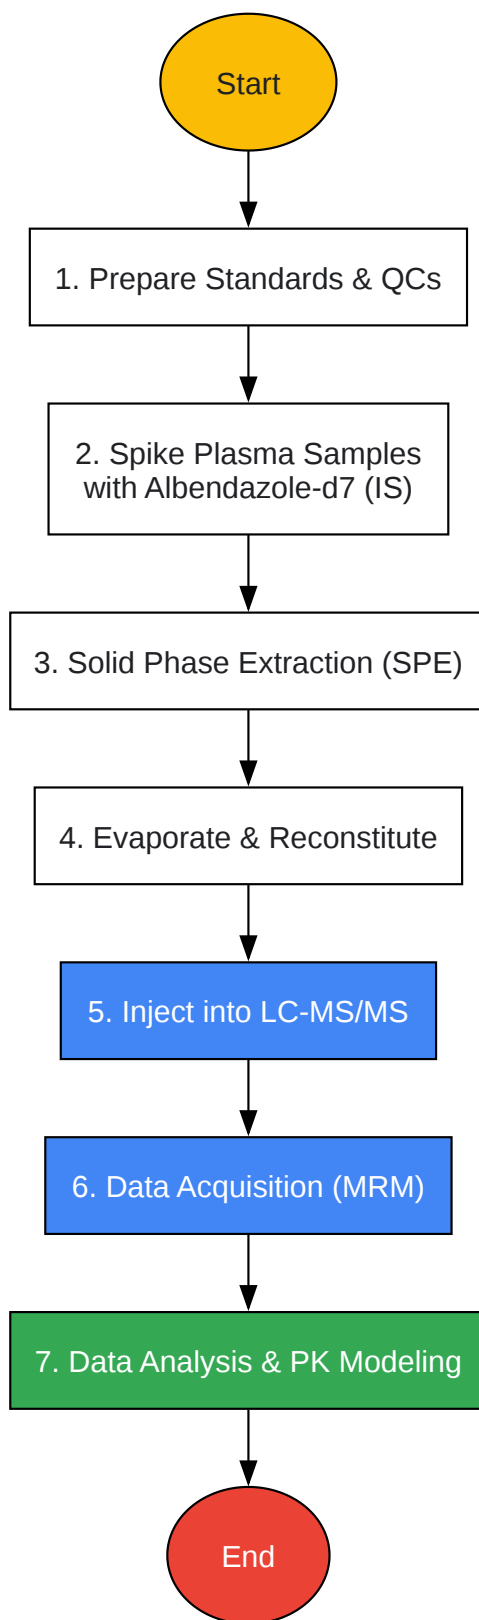 Start
1. Prepare Standards & QCs
2. Spike Plasma Samples
with Albendazole-d7 (IS)
3. Solid Phase Extraction (SPE)
4. Evaporate & Reconstitute
5. Inject into LC-MS/MS
6. Data Acquisition (MRM)
7. Data Analysis & PK Modeling
End